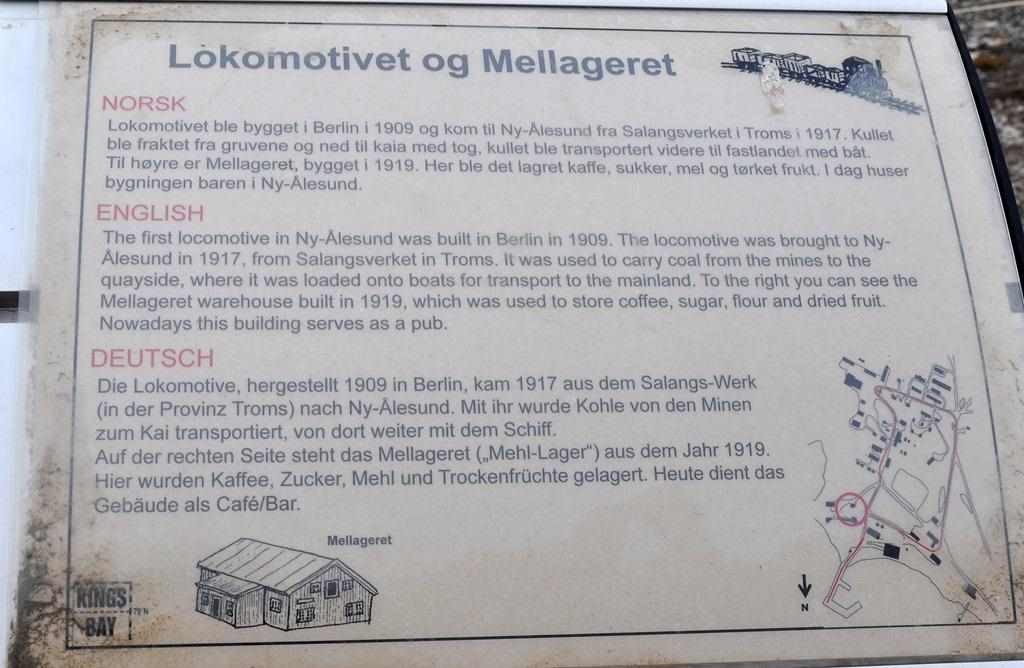 Lokomotivet og Mellageret
NORSK
Lokomotivet ble bygget i Berlin i 1909 og kom til Ny-Ålesund fra Salangsverket i Troms i 1917. Kullet
ble fraktet fra gruvene og ned til kaia med tog, kullet ble transportert videre til fastlandet med båt.
Til høyre er Mellageret, bygget i 1919. Her ble det lagret kaffe, sukker, mel og tørket frukt. I dag huser
bygningen baren i Ny-Ålesund.
ENGLISH
The first locomotive in Ny-Ålesund was built in Berlin in 1909. The locomotive was brought to Ny-
Ålesund in 1917, from Salangsverket in Troms. It was used to carry coal from the mines to the
quayside, where it was loaded onto boats for transport to the mainland. To the right you can see the
Mellageret warehouse built in 1919, which was used to store coffee, sugar, flour and dried fruit.
Nowadays this building serves as a pub.
DEUTSCH
Die Lokomotive, hergestellt 1909 in Berlin, kam 1917 aus dem Salangs-Werk
(in der Provinz Troms) nach Ny-Ålesund. Mit ihr wurde Kohle von den Minen
zum Kai transportiert, von dort weiter mit dem Schiff.
Auf der rechten Seite steht das Mellageret („Mehl-Lager“) aus dem Jahr 1919.
Hier wurden Kaffee, Zucker, Mehl und Trockenfrüchte gelagert. Heute dient das
Gebäude als Café/Bar.
Mellageret
KINGS
79 N
BAY
N